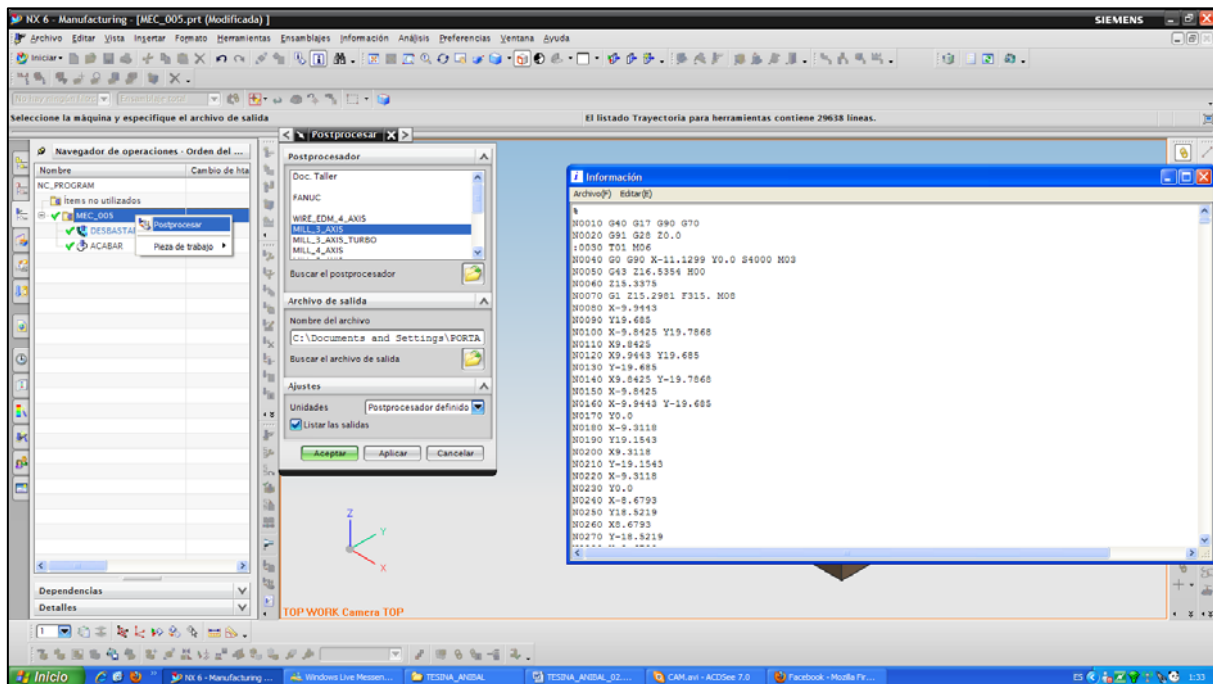 NX 6 - Manufacturing - [MEC_005.prt (Modificada) ]
SIEMENS
Archivo Editar Vista Insertar Formato Herramientas Ensamblajes Información Análisis Preferencias Ventana Ayuda
Iniciar
Seleccione la máquina y especifique el archivo de salida
El listado Trayectoria para herramientas contiene 29638 líneas.
Navegador de operaciones - Orden del ...
Nombre
Cambio de hta
NC_PROGRAM
Ítems no utilizados
MEC_005
DESBASTAR
ACABAR
Postprocesar
Pieza de trabajo
Postprocesar
Postprocesador
Doc. Taller
FANUC
WIRE_EDM_4_AXIS
MILL_3_AXIS
MILL_3_AXIS_TURBO
MILL_4_AXIS
Buscar el postprocesador
Archivo de salida
Nombre del archivo
C:\Documents and Settings\PORTA
Buscar el archivo de salida
Ajustes
Unidades
Postprocesador definido
Listar las salidas
Aceptar
Aplicar
Cancelar
Información
Archivo(F) Editar(E)
%
N0010 G40 G17 G90 G70
N0020 G91 G28 Z0.0
:0030 T01 M06
N0040 G0 G90 X-11.1299 Y0.0 S4000 M03
N0050 G43 Z16.5354 H00
N0060 Z15.3375
N0070 G1 Z15.2981 F315. M08
N0080 X-9.9443
N0090 Y19.685
N0100 X-9.8425 Y19.7868
N0110 X9.8425
N0120 X9.9443 Y19.685
N0130 Y-19.685
N0140 X9.8425 Y-19.7868
N0150 X-9.8425
N0160 X-9.9443 Y-19.685
N0170 Y0.0
N0180 X-9.3118
N0190 Y19.1543
N0200 X9.3118
N0210 Y-19.1543
N0220 X-9.3118
N0230 Y0.0
N0240 X-8.6793
N0250 Y18.5219
N0260 X8.6793
N0270 Y-18.5219
Z
Y
X
Dependencias
Detalles
TOP WORK Camera TOP
1
Inicio
NX 6 - Manufacturing ...
Windows Live Messen...
TESINA_ANIBAL
TESINA_ANIBAL_02....
CAM.avi - ACDSee 7.0
Facebook - Mozilla Fir...
ES
1:33